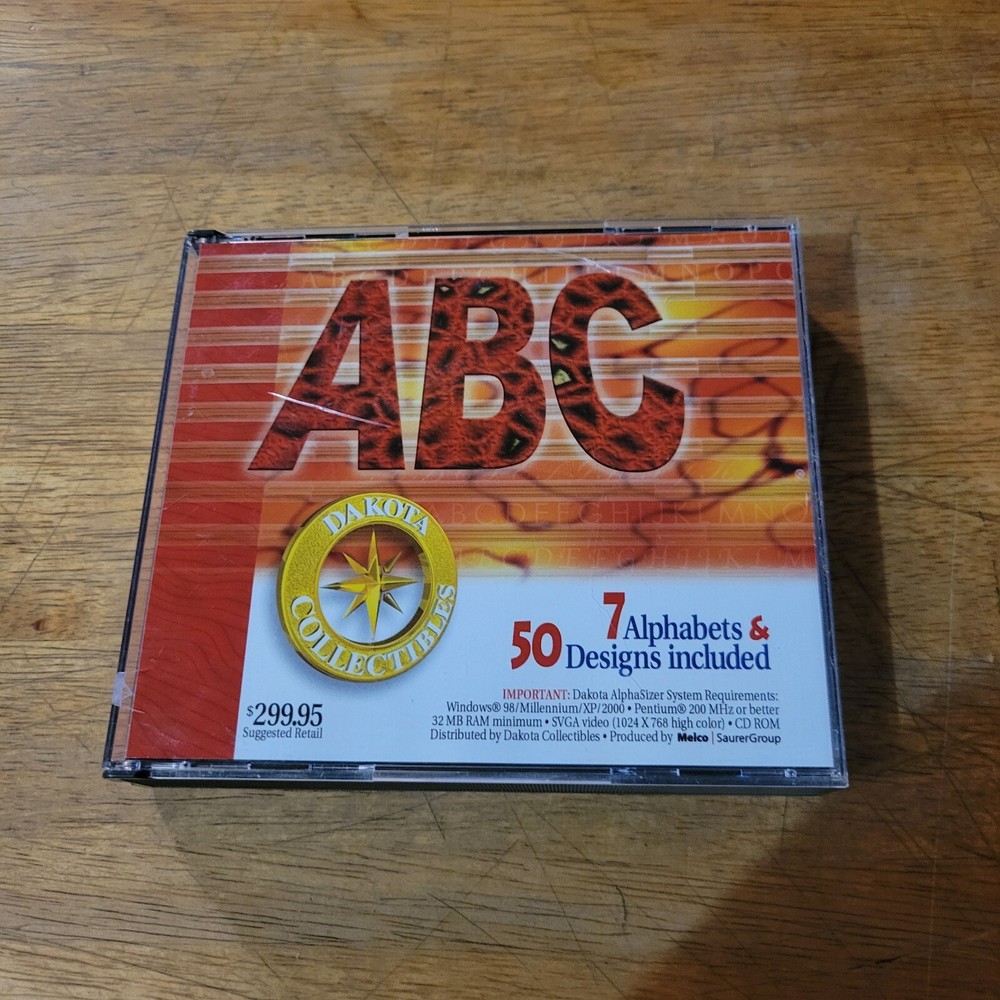 ABC
DAKOTA
COLLECTIBLES
7 Alphabets &
50 Designs included
IMPORTANT: Dakota AlphaSizer System Requirements:
Windows® 98/Millennium/XP/2000 • Pentium® 200 MHz or better
32 MB RAM minimum • SVGA video (1024 X 768 high color) • CD ROM
Distributed by Dakota Collectibles • Produced by Melco | SaurerGroup
$299.95
Suggested Retail